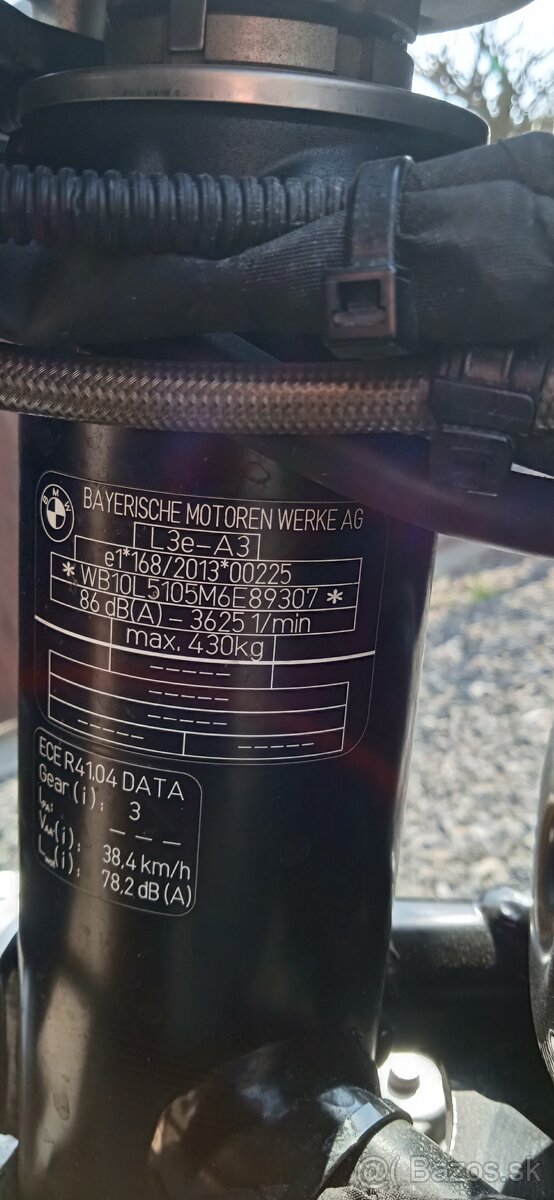 BMW
BAYERISCHE MOTOREN WERKE AG
L3e-A3
e1*168/2013*00225
*WB10L5105M6E89307*
86 dB(A) - 3625 1/min
max. 430kg
-----
-----
-----
----- -----
ECE R41.04 DATA
Gear (i): 3
---
38.4 km/h
78.2 dB (A)
Bazos.sk